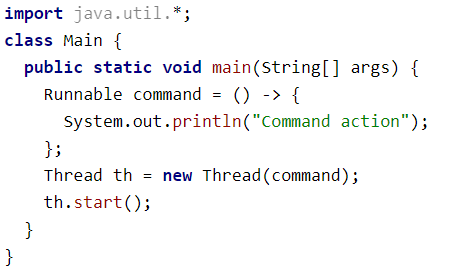 import java.util.*;
class Main {
  public static void main(String[] args) {
    Runnable command = () -> {
      System.out.println("Command action");
    };
    Thread th = new Thread(command);
    th.start();
  }
}